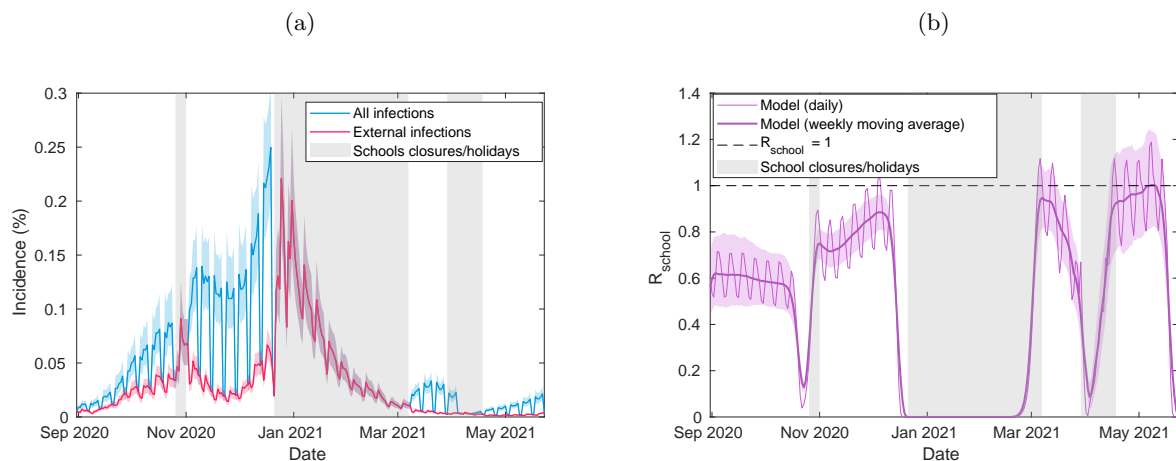 (a)
0.3
0.25
0.2
0.15
0.1
0.05
0
Incidence (%)
All infections
External infections
Schools closures/holidays
Sep 2020
Nov 2020
Jan 2021
Mar 2021
May 2021
Date
(b)
1.4
1.2
1
0.8
0.6
0.4
0.2
0
R_school
Model (daily)
Model (weekly moving average)
R_school = 1
School closures/holidays
Sep 2020
Nov 2020
Jan 2021
Mar 2021
May 2021
Date